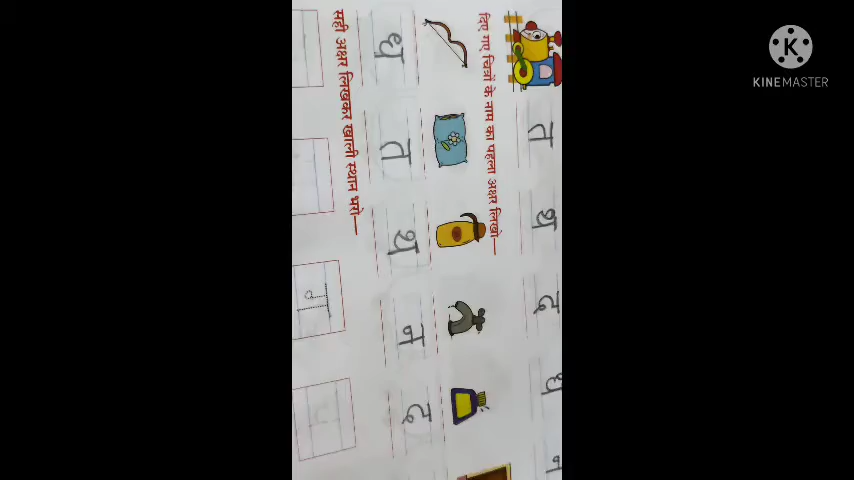 त थ द ध न
दिए गए चित्रों के नाम का पहला अक्षर लिखो—
ध त थ न द
सही अक्षर लिखकर खाली स्थान भरो—
न
K
KINEMASTER